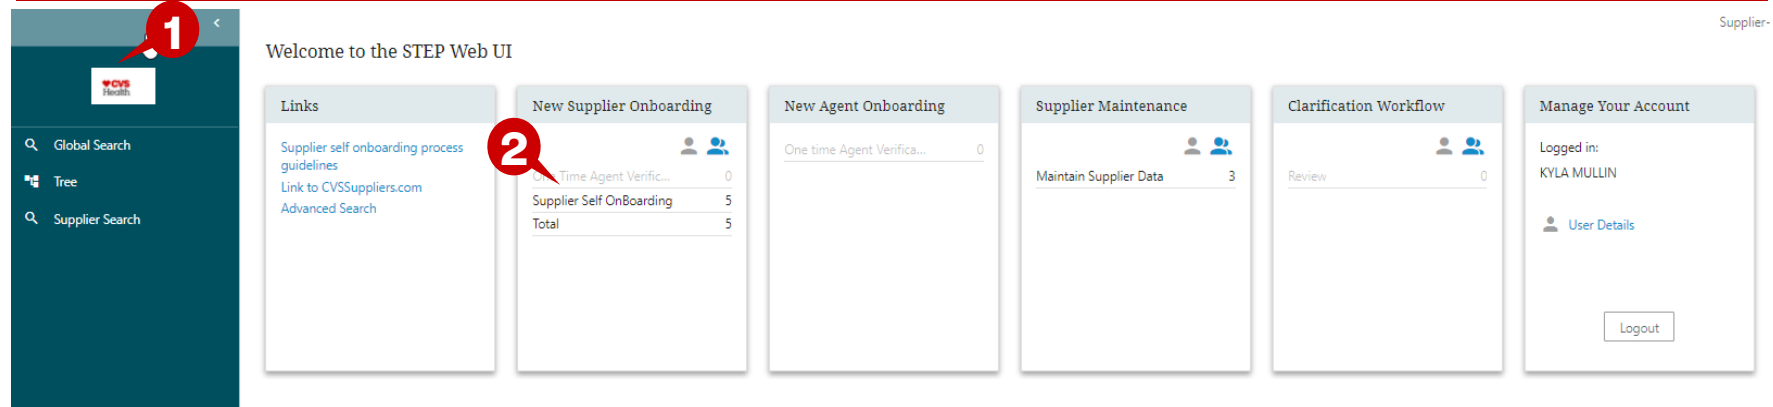 1
Supplier-
Welcome to the STEP Web UI
CVS
Health
Global Search
Tree
Supplier Search
Links
Supplier self onboarding process
guidelines
Link to CVSSuppliers.com
Advanced Search
New Supplier Onboarding
2
One Time Agent Verific... 0
Supplier Self OnBoarding 5
Total 5
New Agent Onboarding
One time Agent Verifica... 0
Supplier Maintenance
Maintain Supplier Data 3
Clarification Workflow
Review 0
Manage Your Account
Logged in:
KYLA MULLIN
User Details
Logout